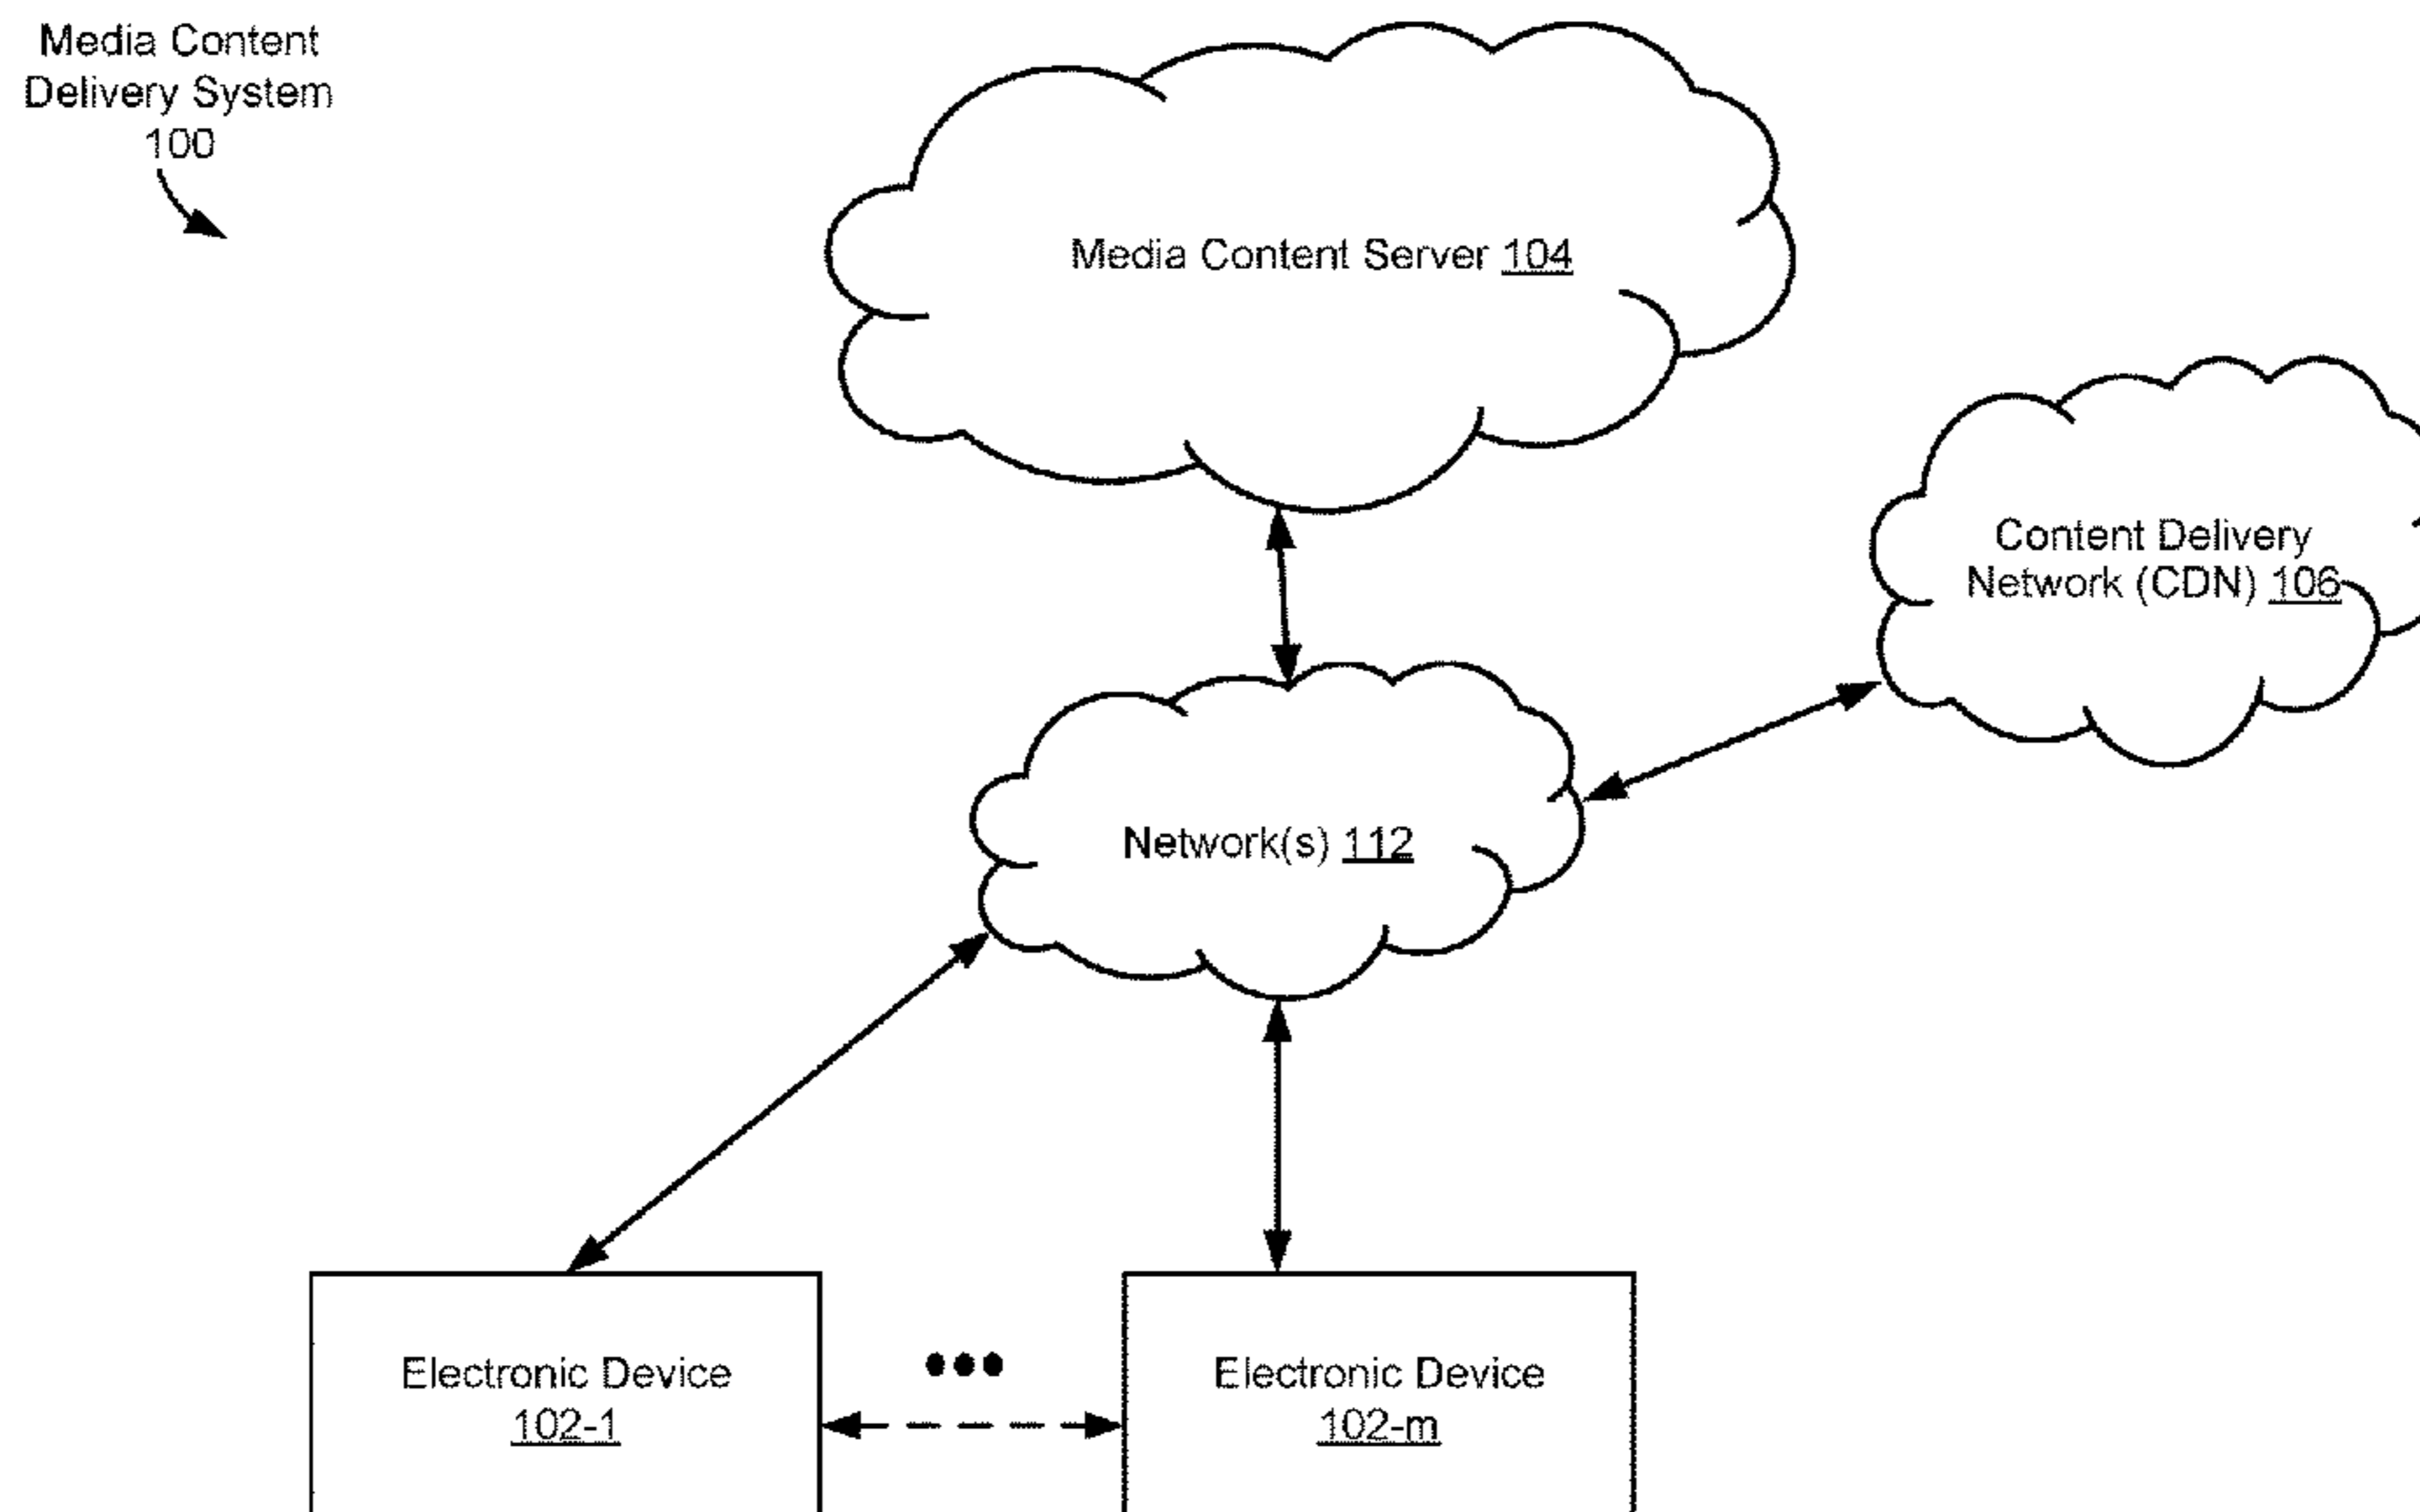 Media Content
Delivery System
100
Media Content Server 104
Content Delivery
Network (CDN) 106
Network(s) 112
Electronic Device
102-1
Electronic Device
102-m